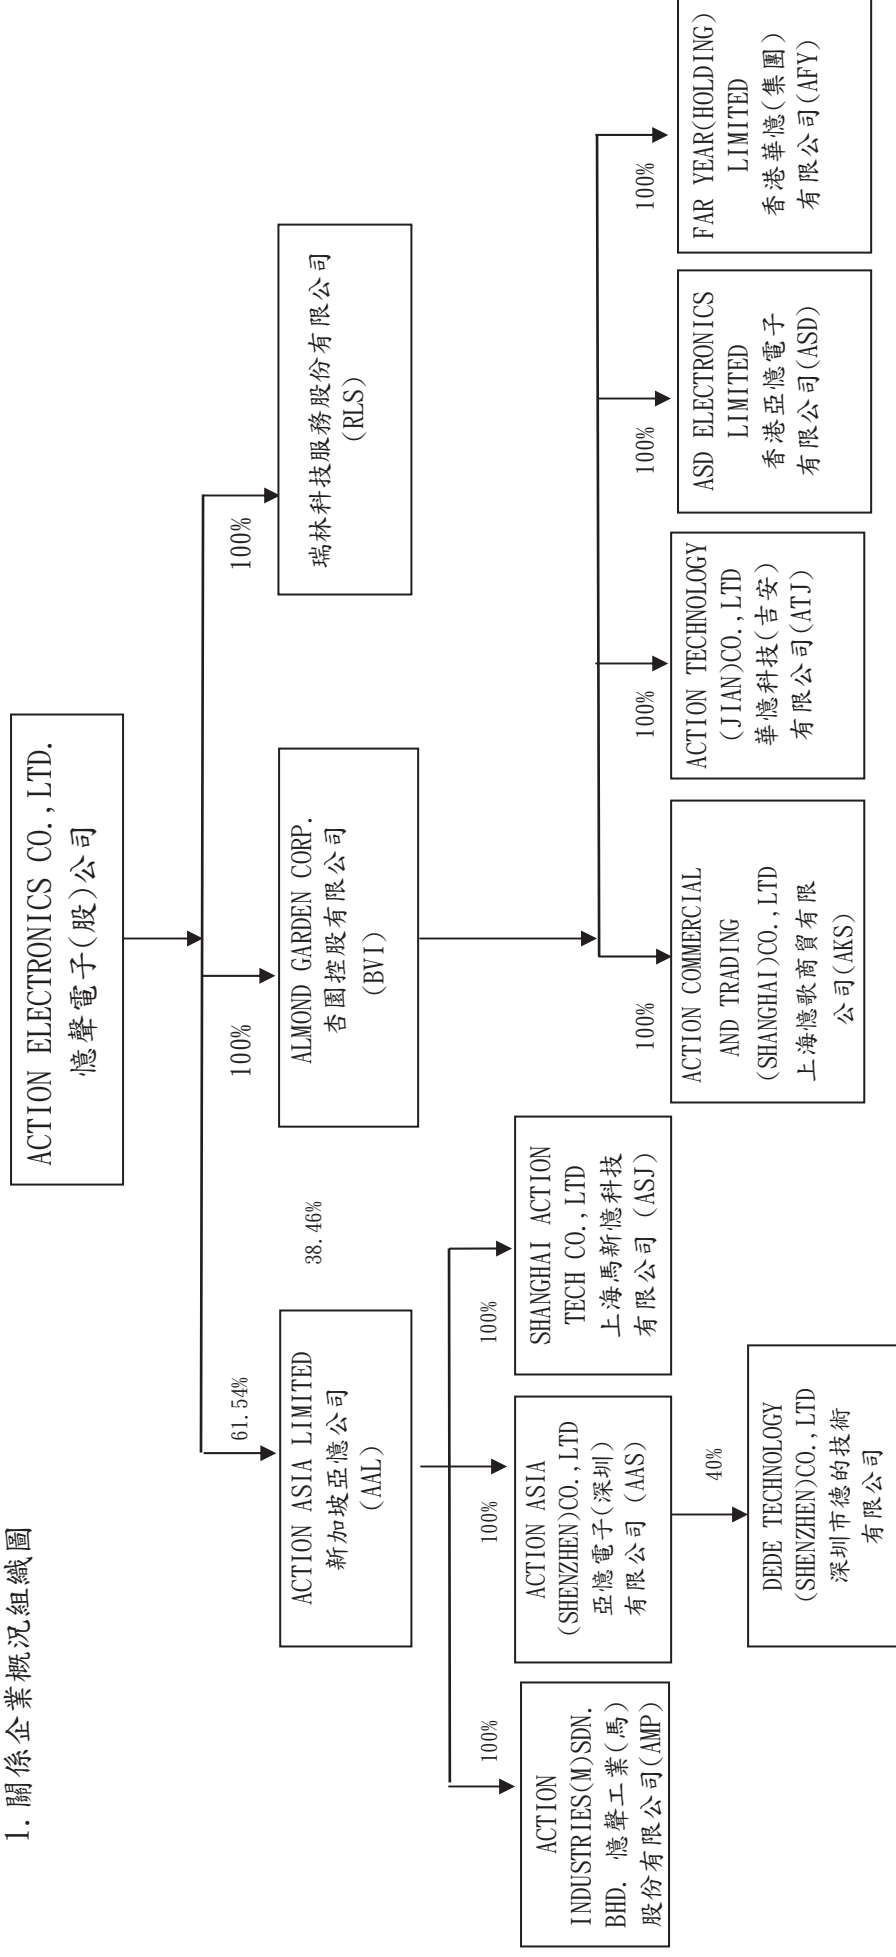 1.關係企業概況組織圖
ACTION ELECTRONICS CO.,LTD.
憶聲電子(股)公司
61.54%
100%
100%
ACTION ASIA LIMITED
新加坡亞憶公司
(AAL)
38.46%
ALMOND GARDEN CORP.
杏園控股有限公司
(BVI)
瑞林科技服務股份有限公司
(RLS)
100%
100%
100%
ACTION
INDUSTRIES(M)SDN.
BHD. 憶聲工業(馬)
股份有限公司(AMP)
ACTION ASIA
(SHENZHEN)CO.,LTD
亞憶電子(深圳)
有限公司 (AAS)
SHANGHAI ACTION
TECH CO.,LTD
上海馬新憶科技
有限公司 (ASJ)
40%
DEDE TECHNOLOGY
(SHENZHEN)CO.,LTD
深圳市德的技術
有限公司
100%
100%
100%
100%
ACTION COMMERCIAL
AND TRADING
(SHANGHAI)CO.,LTD
上海憶歌商貿有限
公司(AKS)
ACTION TECHNOLOGY
(JIAN)CO.,LTD
華憶科技(吉安)
有限公司(ATJ)
ASD ELECTRONICS
LIMITED
香港亞憶電子
有限公司(ASD)
FAR YEAR(HOLDING)
LIMITED
香港華憶(集團)
有限公司(AFY)